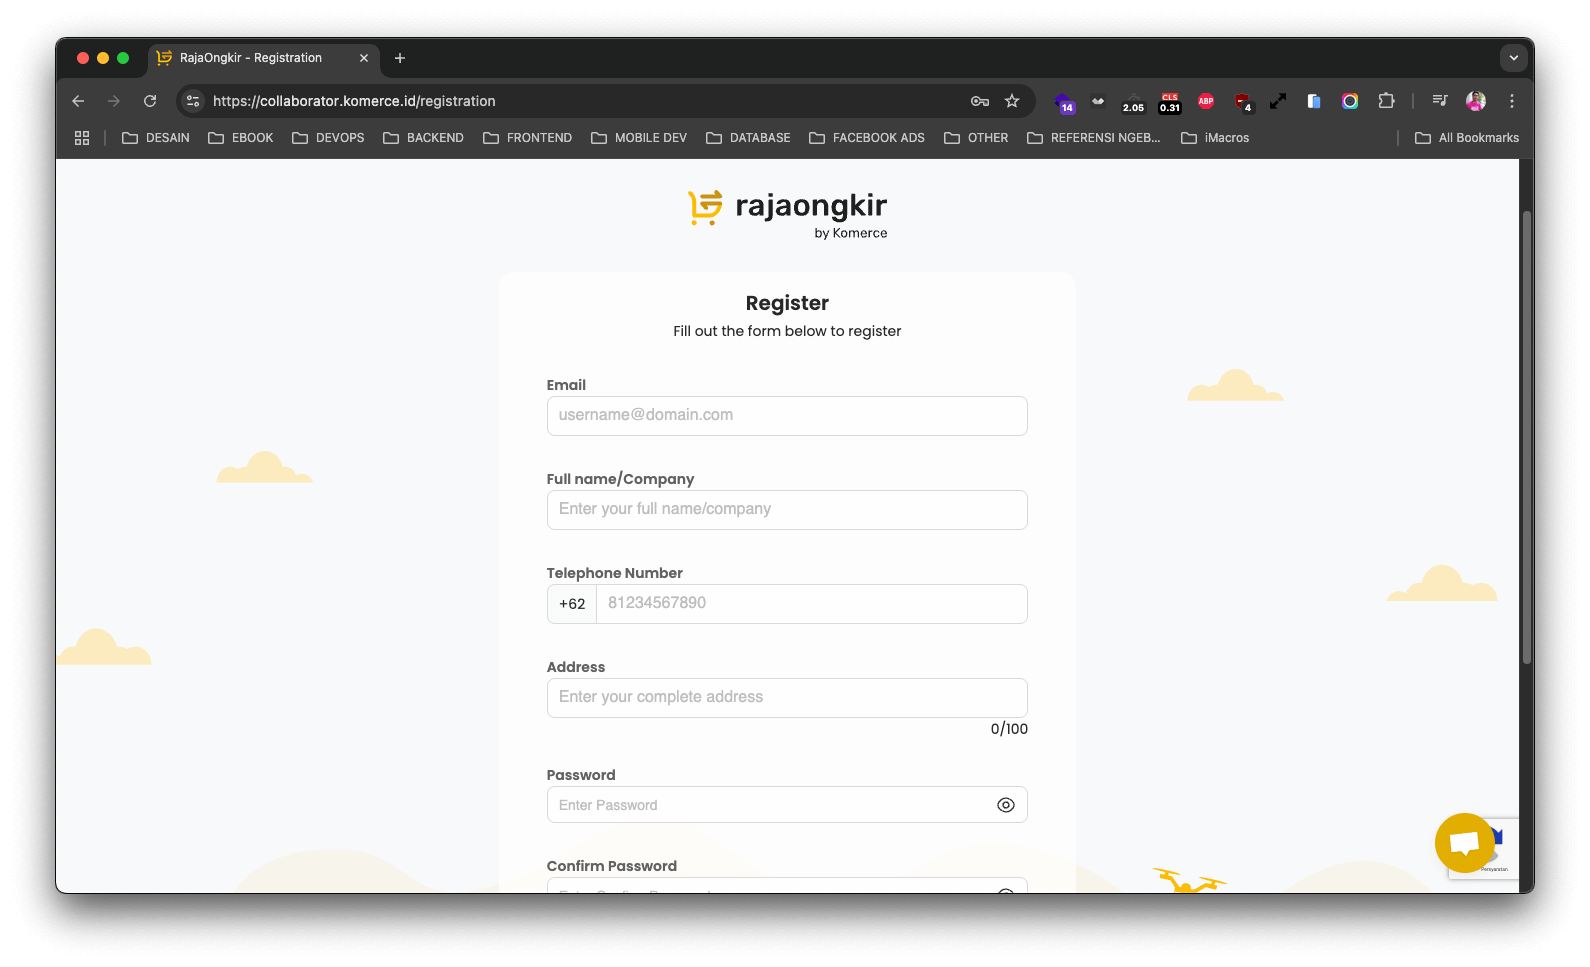 RajaOngkir - Registration
https://collaborator.komerce.id/registration
14
2.05
CLS
0.31
ABP
4
DESAIN
EBOOK
DEVOPS
BACKEND
FRONTEND
MOBILE DEV
DATABASE
FACEBOOK ADS
OTHER
REFERENSI NGEB...
iMacros
All Bookmarks
rajaongkir
by Komerce
Register
Fill out the form below to register
Email
username@domain.com
Full name/Company
Enter your full name/company
Telephone Number
+62 81234567890
Address
Enter your complete address
0/100
Password
Enter Password
Confirm Password
Persyaratan